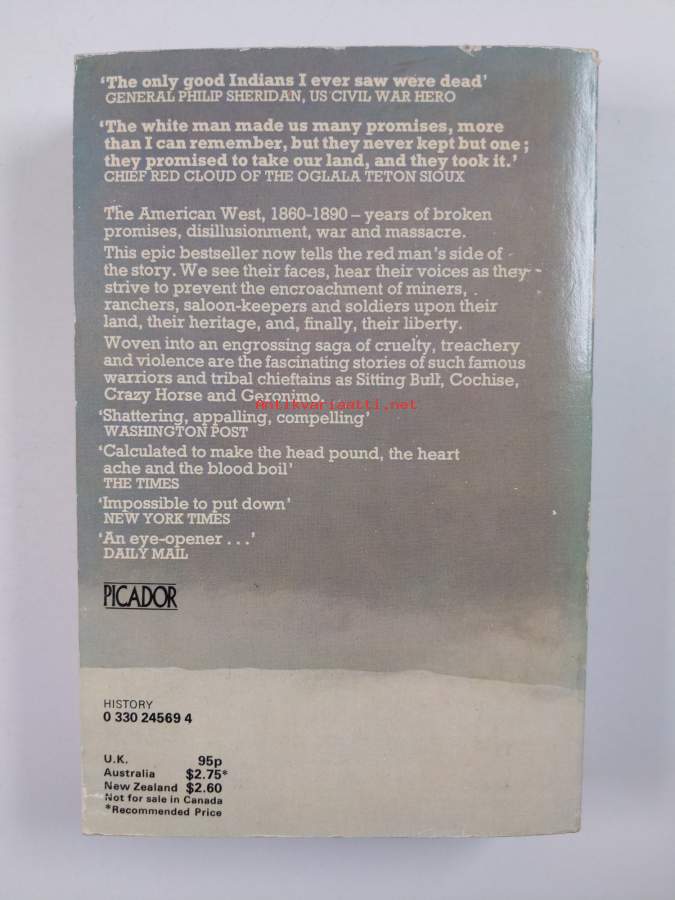 'The only good Indians I ever saw were dead'
GENERAL PHILIP SHERIDAN, US CIVIL WAR HERO
'The white man made us many promises, more
than I can remember, but they never kept but one;
they promised to take our land, and they took it.'
CHIEF RED CLOUD OF THE OGLALA TETON SIOUX
The American West, 1860-1890 – years of broken
promises, disillusionment, war and massacre.
This epic bestseller now tells the red man's side of
the story. We see their faces, hear their voices as they
strive to prevent the encroachment of miners,
ranchers, saloon-keepers and soldiers upon their
land, their heritage, and, finally, their liberty.
Woven into an engrossing saga of cruelty, treachery
and violence are the fascinating stories of such famous
warriors and tribal chieftains as Sitting Bull, Cochise,
Crazy Horse and Geronimo.
Antikvariaatti.net
'Shattering, appalling, compelling'
WASHINGTON POST
'Calculated to make the head pound, the heart
ache and the blood boil'
THE TIMES
'Impossible to put down'
NEW YORK TIMES
'An eye-opener . . .'
DAILY MAIL
PICADOR
HISTORY
0 330 24569 4
U.K. 95p
Australia $2.75*
New Zealand $2.60
Not for sale in Canada
*Recommended Price